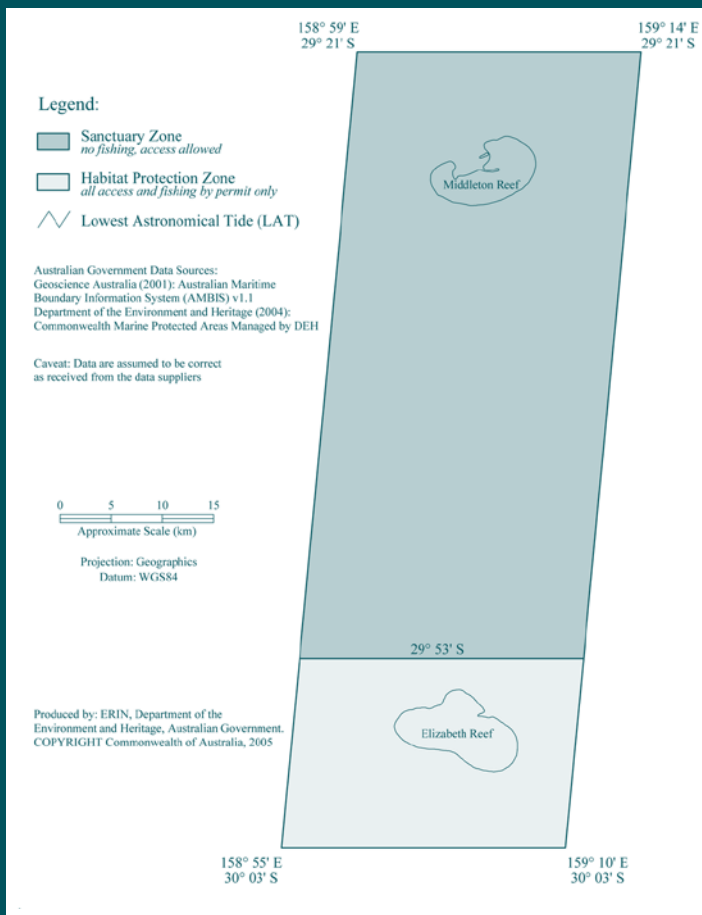 158° 59' E
29° 21' S
159° 14' E
29° 21' S
Legend:
Sanctuary Zone
no fishing, access allowed
Habitat Protection Zone
all access and fishing by permit only
Lowest Astronomical Tide (LAT)
Middleton Reef
Australian Government Data Sources:
Geoscience Australia (2001): Australian Maritime
Boundary Information System (AMBIS) v1.1
Department of the Environment and Heritage (2004):
Commonwealth Marine Protected Areas Managed by DEH
Caveat: Data are assumed to be correct
as received from the data suppliers
0 5 10 15
Approximate Scale (km)
Projection: Geographics
Datum: WGS84
29° 53' S
Produced by: ERIN, Department of the
Environment and Heritage, Australian Government.
COPYRIGHT Commonwealth of Australia, 2005
Elizabeth Reef
158° 55' E
30° 03' S
159° 10' E
30° 03' S